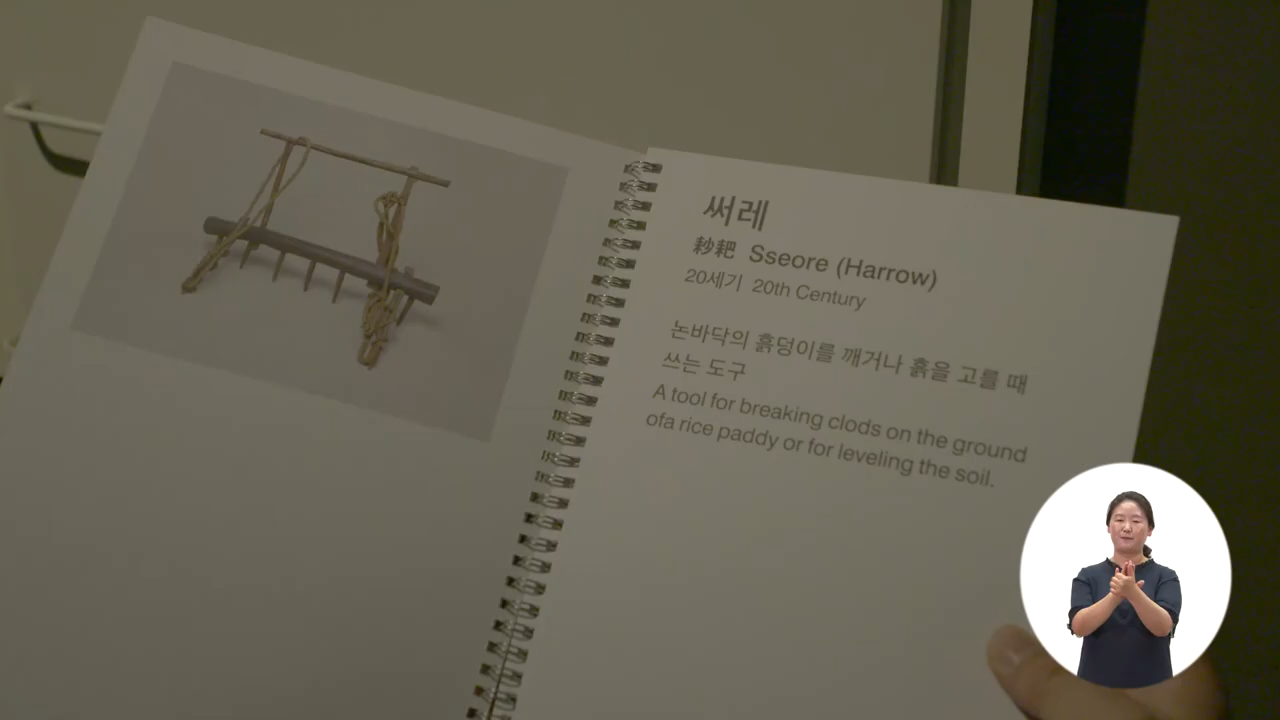 써레
耖耙 Sseore (Harrow)
20세기 20th Century
논바닥의 흙덩이를 깨거나 흙을 고를 때
쓰는 도구
A tool for breaking clods on the ground
ofa rice paddy or for leveling the soil.